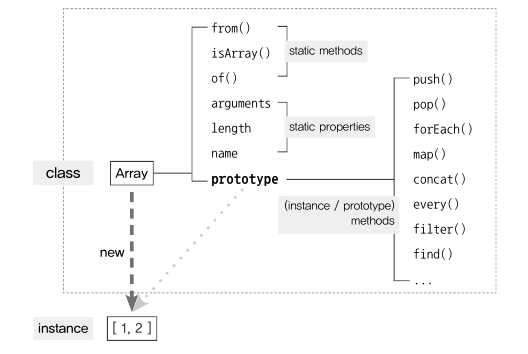 from()
isArray()
of()
static methods
arguments
length
name
static properties
prototype
class
Array
push()
pop()
forEach()
map()
concat()
every()
filter()
find()
...
(instance / prototype)
methods
new
instance
[ 1, 2 ]